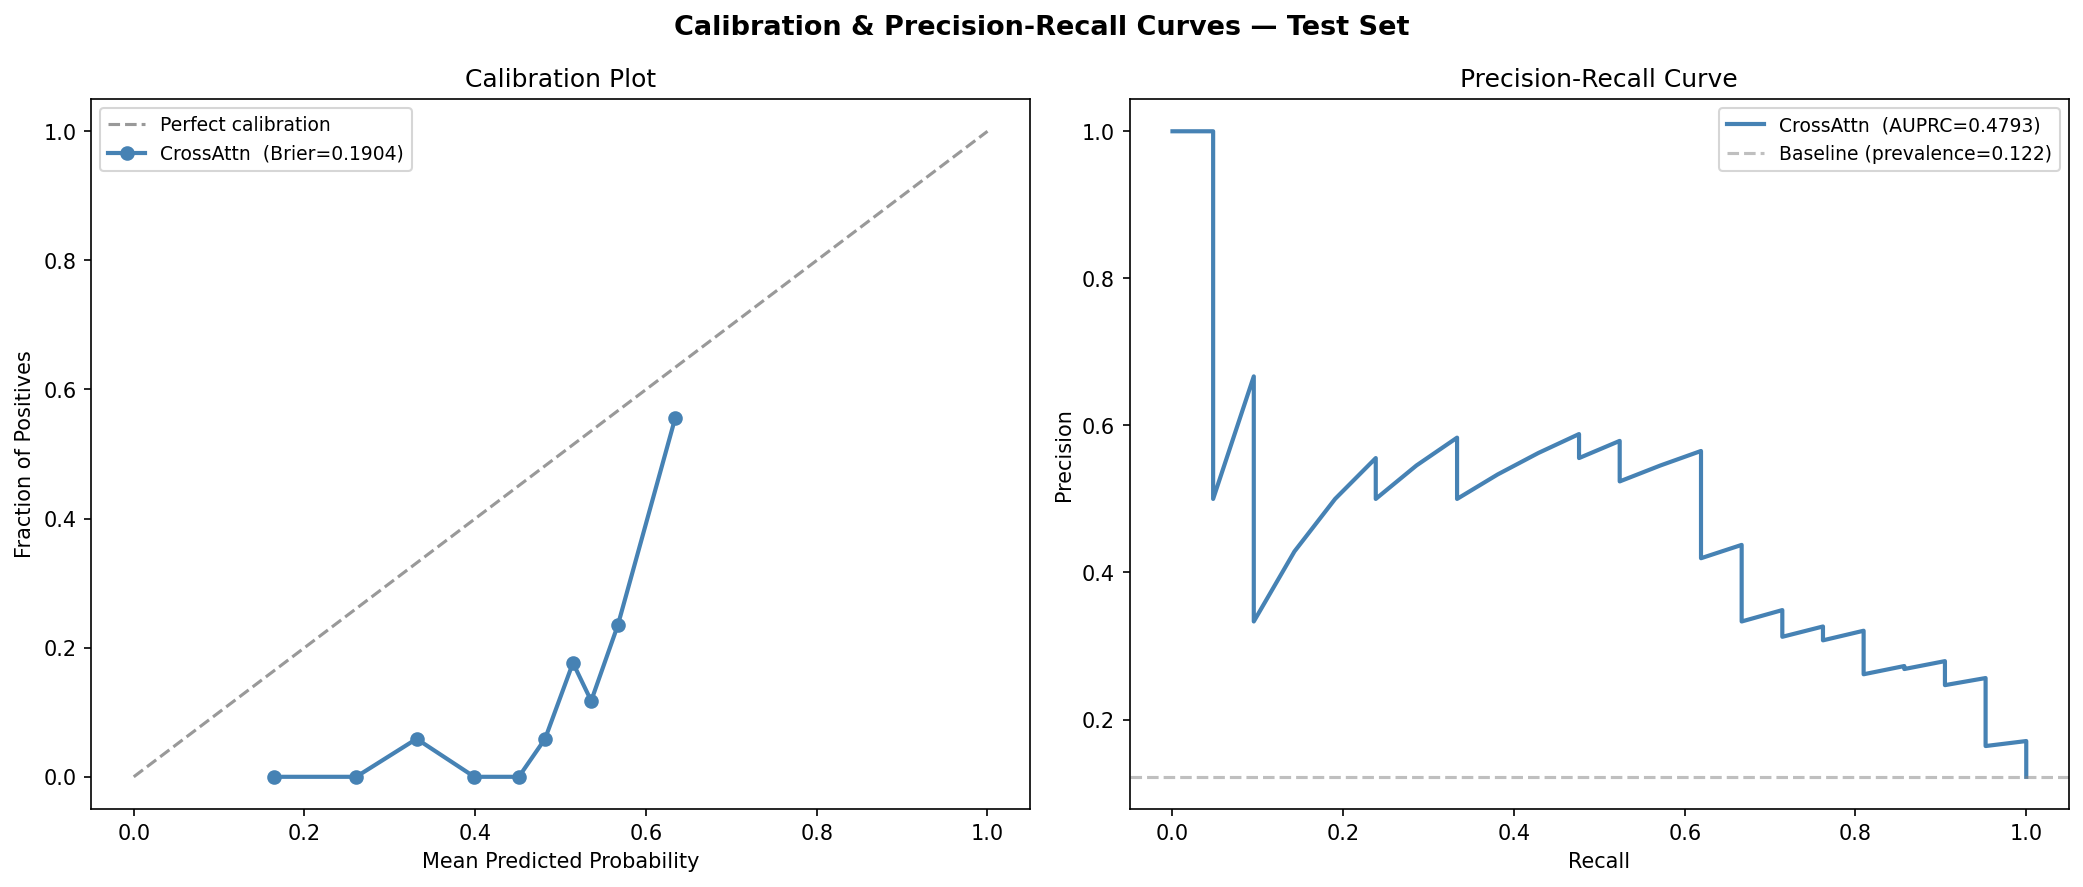 Calibration & Precision-Recall Curves — Test Set
Calibration Plot
Perfect calibration
CrossAttn (Brier=0.1904)
1.0
0.8
0.6
0.4
0.2
0.0
Fraction of Positives
0.0 0.2 0.4 0.6 0.8 1.0
Mean Predicted Probability
Precision-Recall Curve
CrossAttn (AUPRC=0.4793)
Baseline (prevalence=0.122)
1.0
0.8
0.6
0.4
0.2
Precision
0.0 0.2 0.4 0.6 0.8 1.0
Recall